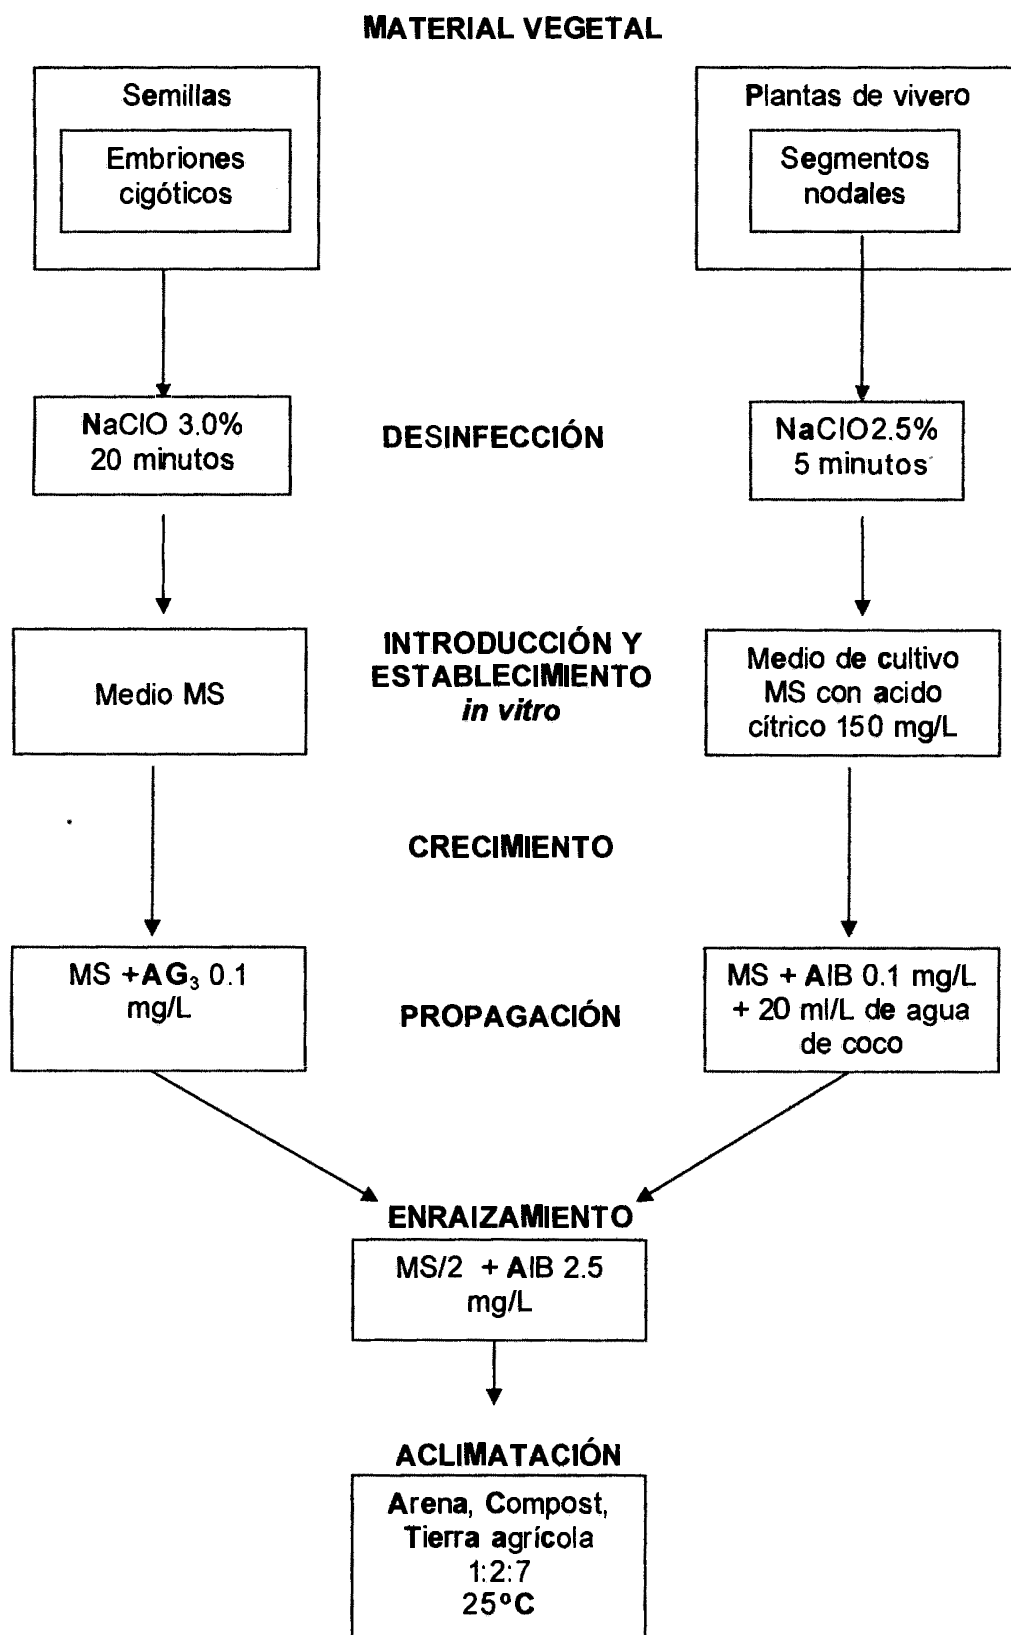 MATERIAL VEGETAL
Semillas
Embriones
cigóticos
Plantas de vivero
Segmentos
nodales
NaClO 3.0%
20 minutos
DESINFECCIÓN
NaClO2.5%
5 minutos
Medio MS
INTRODUCCIÓN Y
ESTABLECIMIENTO
in vitro
Medio de cultivo
MS con acido
cítrico 150 mg/L
CRECIMIENTO
MS +AG₃ 0.1
mg/L
PROPAGACIÓN
MS + AIB 0.1 mg/L
+ 20 ml/L de agua
de coco
ENRAIZAMIENTO
MS/2 + AIB 2.5
mg/L
ACLIMATACIÓN
Arena, Compost,
Tierra agrícola
1:2:7
25ºC